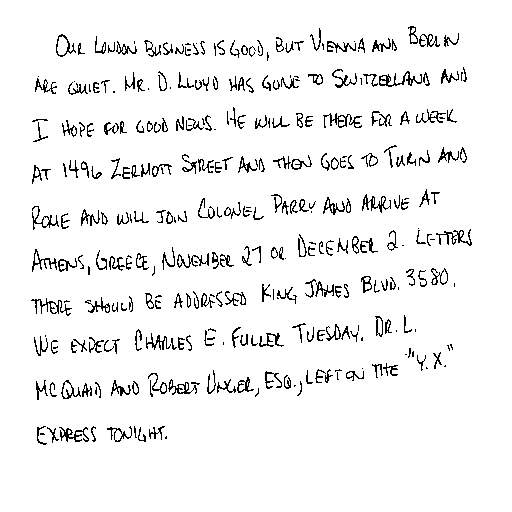 OUR LONDON BUSINESS IS GOOD, BUT VIENNA AND BERLIN
ARE QUIET. MR. D. LLOYD HAS GONE TO SWITZERLAND AND
I HOPE FOR GOOD NEWS. HE WILL BE THERE FOR A WEEK
AT 1496 ZERMOTT STREET AND THEN GOES TO TURIN AND
ROME AND WILL JOIN COLONEL PARRY AND ARRIVE AT
ATHENS, GREECE, NOVEMBER 27 OR DECEMBER 2. LETTERS
THERE SHOULD BE ADDRESSED KING JAMES BLVD. 3580.
WE EXPECT CHARLES E. FULLER TUESDAY. DR. L.
MCQUAID AND ROBERT UNGER, ESQ., LEFT ON THE "Y.X."
EXPRESS TONIGHT.